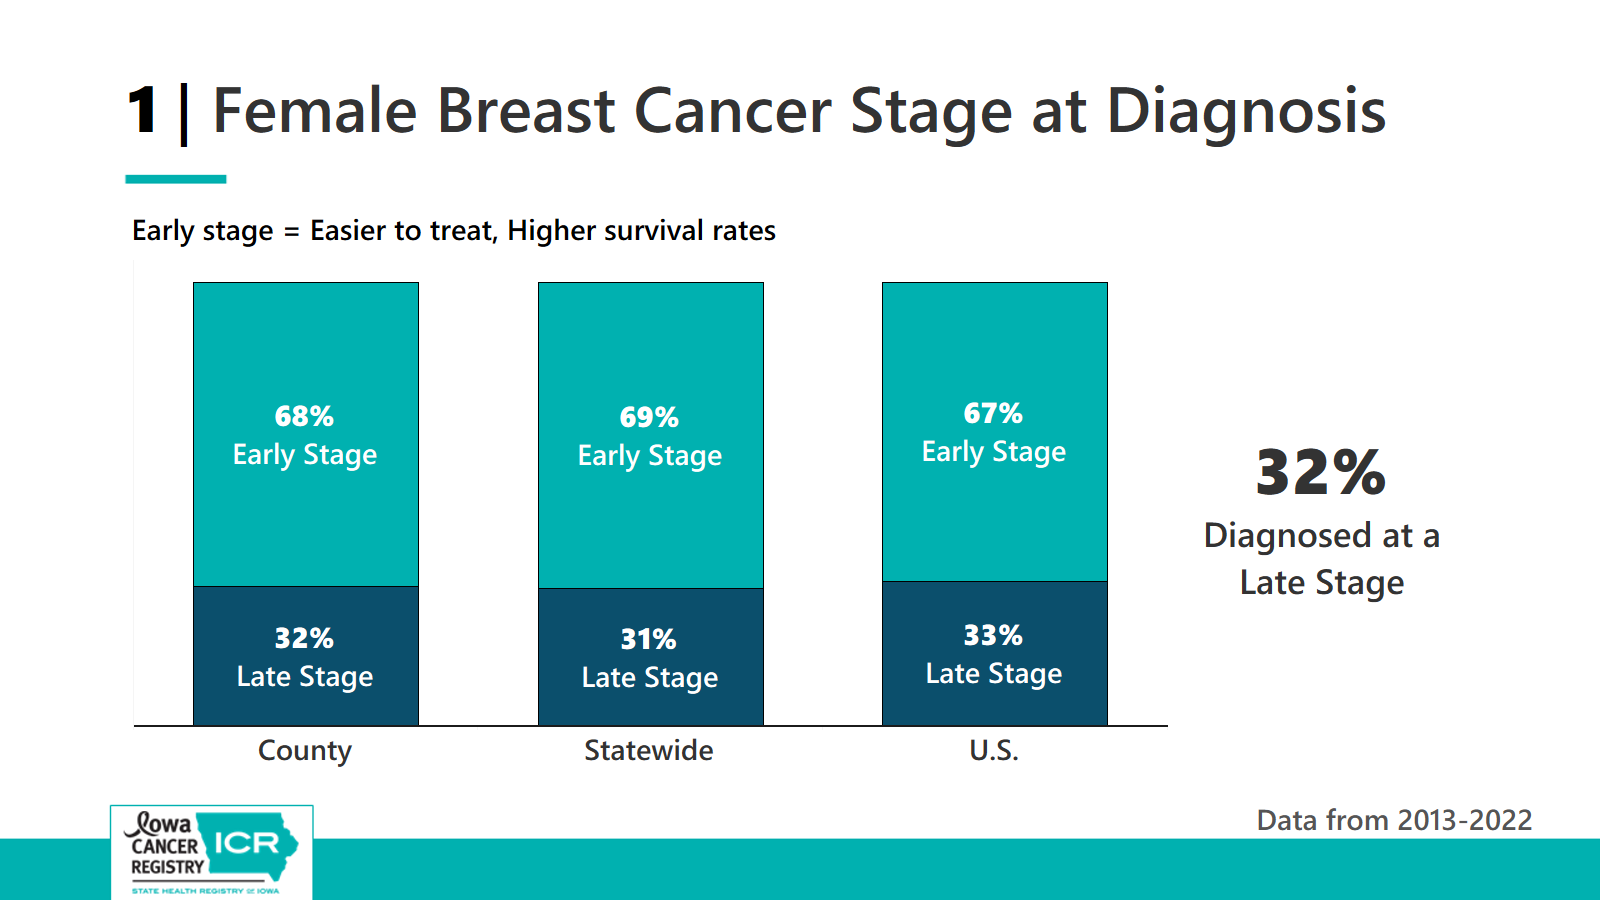 1 | Female Breast Cancer Stage at Diagnosis
Early stage = Easier to treat, Higher survival rates
68%
Early Stage
32%
Late Stage
County
69%
Early Stage
31%
Late Stage
Statewide
67%
Early Stage
33%
Late Stage
U.S.
32%
Diagnosed at a
Late Stage
Data from 2013-2022
Iowa
CANCER
REGISTRY
ICR
STATE HEALTH REGISTRY OF IOWA